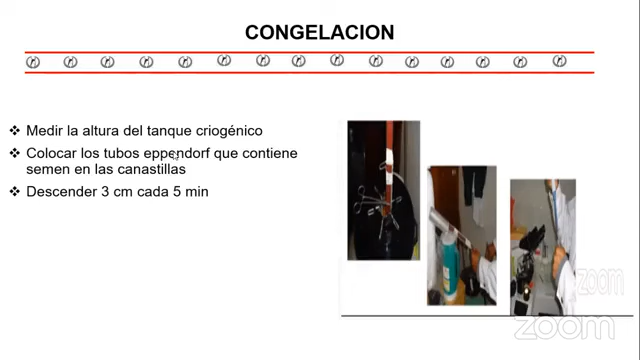 CONGELACION
❖ Medir la altura del tanque criogénico
❖ Colocar los tubos eppendorf que contiene
semen en las canastillas
❖ Descender 3 cm cada 5 min
zoom
zoom